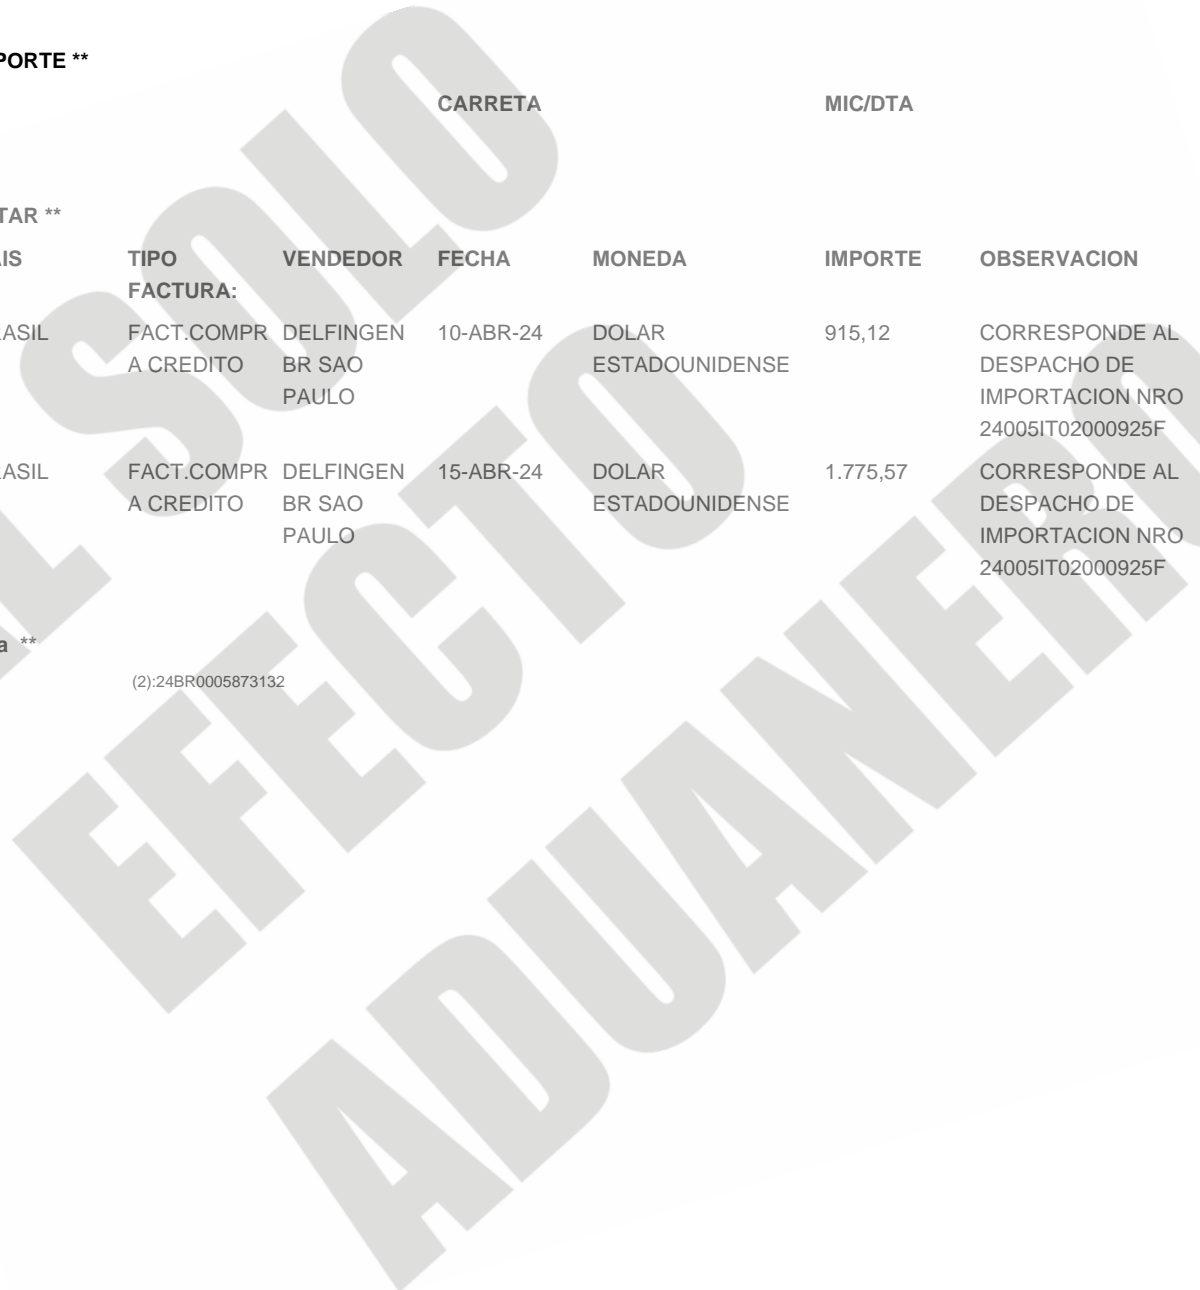 PORTE **
CARRETA MIC/DTA
TAR **
AIS TIPO VENDEDOR FECHA MONEDA IMPORTE OBSERVACION
FACTURA:
RASIL FACT.COMPR DELFINGEN 10-ABR-24 DOLAR 915,12 CORRESPONDE AL
A CREDITO BR SAO ESTADOUNIDENSE DESPACHO DE
PAULO IMPORTACION NRO
24005IT02000925F
RASIL FACT.COMPR DELFINGEN 15-ABR-24 DOLAR 1.775,57 CORRESPONDE AL
A CREDITO BR SAO ESTADOUNIDENSE DESPACHO DE
PAULO IMPORTACION NRO
24005IT02000925F
a **
(2):24BR0005873132
L SOLO
EFECTO
ADUANERO